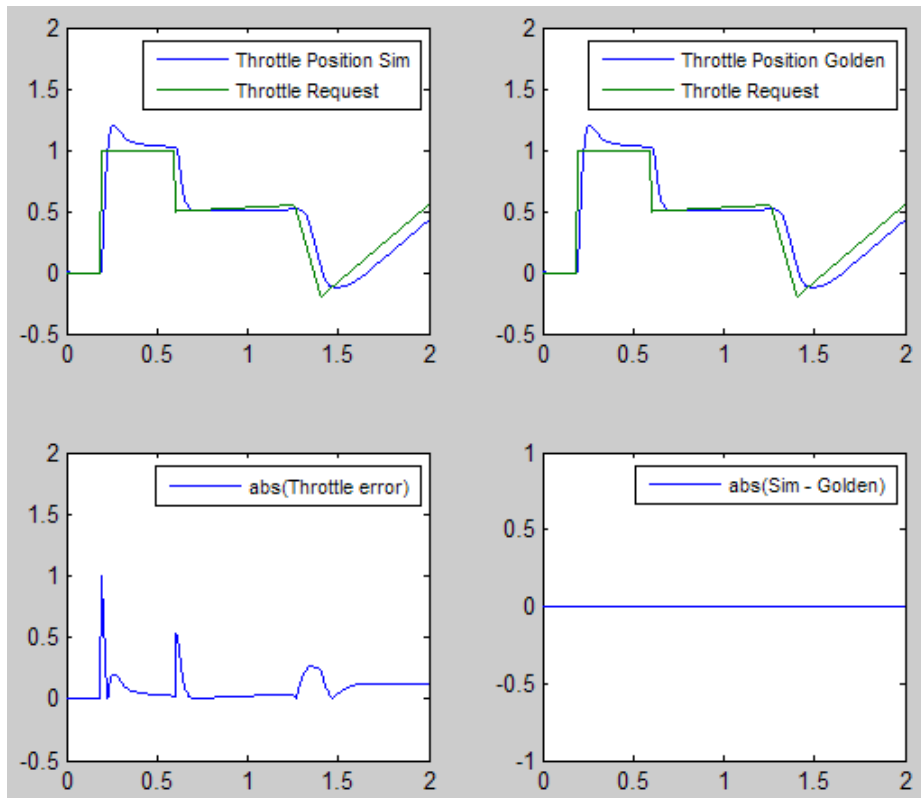 2
Throttle Position Sim
Throttle Request
1.5
1
0.5
0
-0.5
0 0.5 1 1.5 2
2
Throttle Position Golden
Throtle Request
1.5
1
0.5
0
-0.5
0 0.5 1 1.5 2
2
abs(Throttle error)
1.5
1
0.5
0
-0.5
0 0.5 1 1.5 2
1
abs(Sim - Golden)
0.5
0
-0.5
-1
0 0.5 1 1.5 2